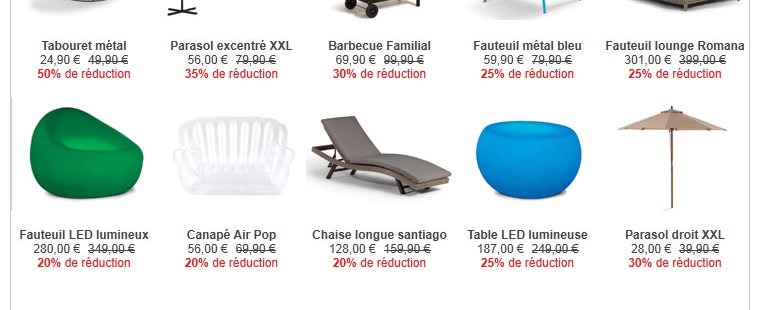 Tabouret métal
24,90 € 49,90 €
50% de réduction
Parasol excentré XXL
56,00 € 79,90 €
35% de réduction
Barbecue Familial
69,90 € 99,90 €
30% de réduction
Fauteuil métal bleu
59,90 € 79,90 €
25% de réduction
Fauteuil lounge Romana
301,00 € 399,00 €
25% de réduction
Fauteuil LED lumineux
280,00 € 349,00 €
20% de réduction
Canapé Air Pop
56,00 € 69,90 €
20% de réduction
Chaise longue santiago
128,00 € 159,90 €
20% de réduction
Table LED lumineuse
187,00 € 249,00 €
25% de réduction
Parasol droit XXL
28,00 € 39,90 €
30% de réduction